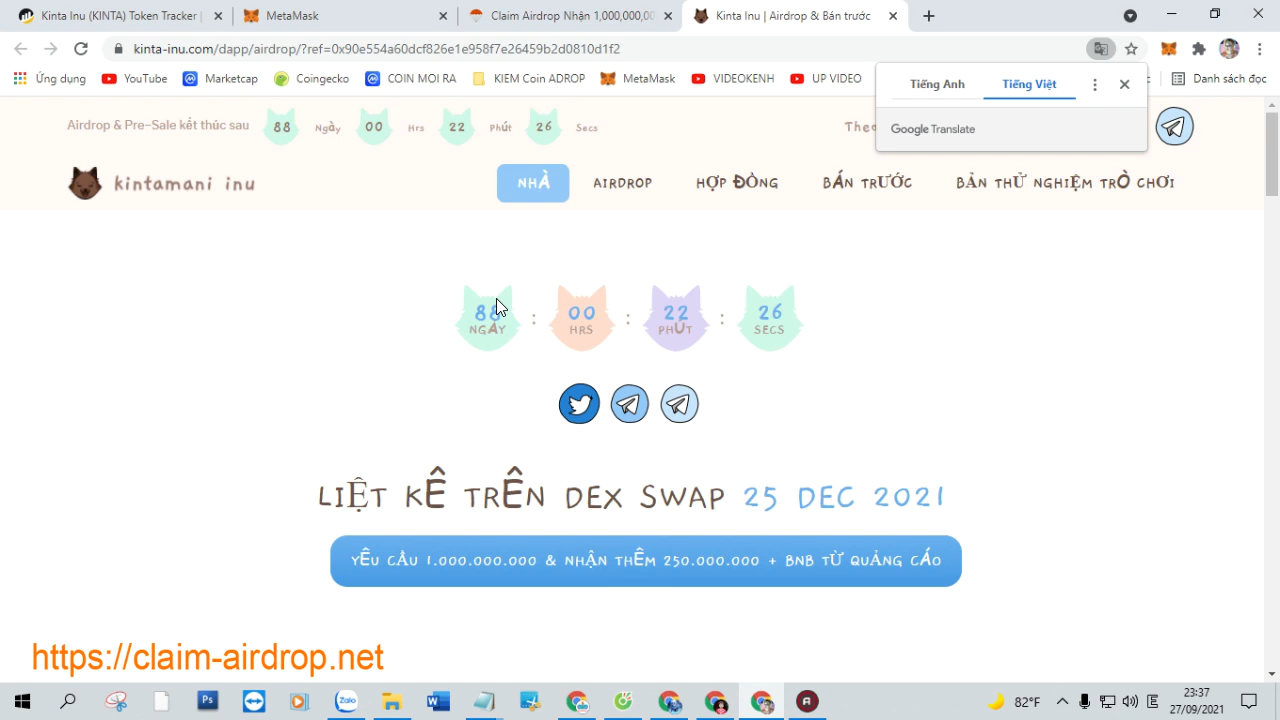 Kinta Inu (KINTA) Token Tracker |
MetaMask
Claim Airdrop Nhận 1,000,000,00
Kinta Inu | Airdrop & Bán trước
kinta-inu.com/dapp/airdrop/?ref=0x90e554a60dcf826e1e958f7e26459b2d0810d1f2
Ứng dụng
YouTube
Marketcap
Coingecko
COIN MOI RA
KIEM Coin ADROP
MetaMask
VIDEOKENH
UP VIDEO
Danh sách đọc
Tiếng Anh
Tiếng Việt
Google Translate
Airdrop & Pre-Sale kết thúc sau
88 Ngày
00 Hrs
22 Phút
26 Secs
Theo
kintamani inu
NHÀ
AIRDROP
HỢP ĐỒNG
BÁN TRƯỚC
BẢN THỬ NGHIỆM TRÒ CHƠI
88 : 00 : 22 : 26
NGÀY HRS PHÚT SECS
LIỆT KÊ TRÊN DEX SWAP 25 DEC 2021
YÊU CẦU 1.000.000.000 & NHẬN THÊM 250.000.000 + BNB TỪ QUẢNG CÁO
https://claim-airdrop.net
Ps
Zalo
W
A
82°F
E
23:37
27/09/2021